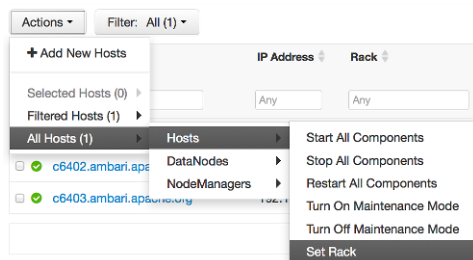 Actions Filter: All (1)
+ Add New Hosts
IP Address Rack
Selected Hosts (0)
Any Any
Filtered Hosts (1)
All Hosts (1) Hosts Start All Components
c6402.ambari.apa DataNodes Stop All Components
NodeManagers Restart All Components
c6403.ambari.apache.org 192.1 Turn On Maintenance Mode
Turn Off Maintenance Mode
Set Rack